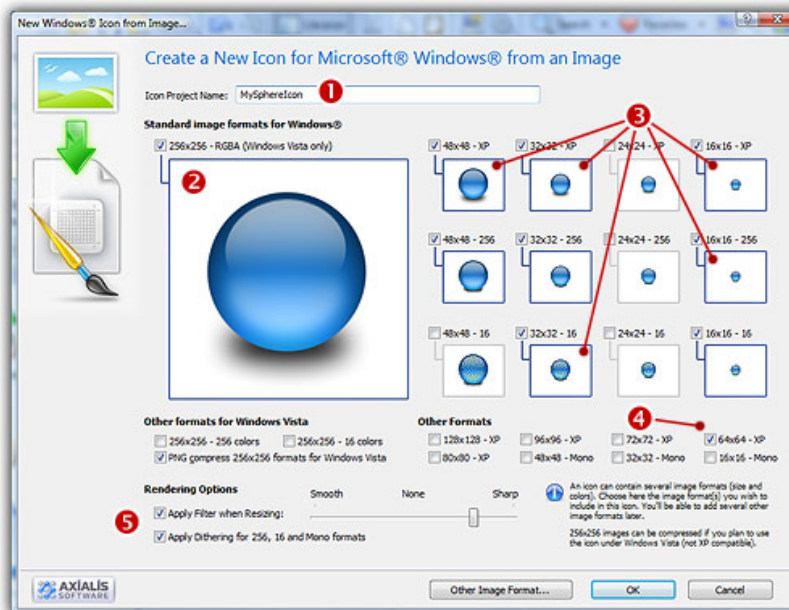 New Windows® Icon from Image...
Create a New Icon for Microsoft® Windows® from an Image
Icon Project Name: MySphereIcon 1
Standard image formats for Windows®
256x256 - RGBA (Windows Vista only)
2
3
48x48 - XP 32x32 - XP 24x24 - XP 16x16 - XP
48x48 - 256 32x32 - 256 24x24 - 256 16x16 - 256
48x48 - 16 32x32 - 16 24x24 - 16 16x16 - 16
Other formats for Windows Vista
256x256 - 256 colors 256x256 - 16 colors
PNG compress 256x256 formats for Windows Vista
Other Formats 4
128x128 - XP 96x96 - XP 72x72 - XP 64x64 - XP
80x80 - XP 48x48 - Mono 32x32 - Mono 16x16 - Mono
Rendering Options
Smooth None Sharp
5
Apply Filter when Resizing:
Apply Dithering for 256, 16 and Mono formats
An icon can contain several image formats (size and
colors). Choose here the image format(s) you wish to
include in this icon. You'll be able to add several other
image formats later.
256x256 images can be compressed if you plan to use
the icon under Windows Vista (not XP compatible).
AXIALIS
SOFTWARE
Other Image Format... OK Cancel